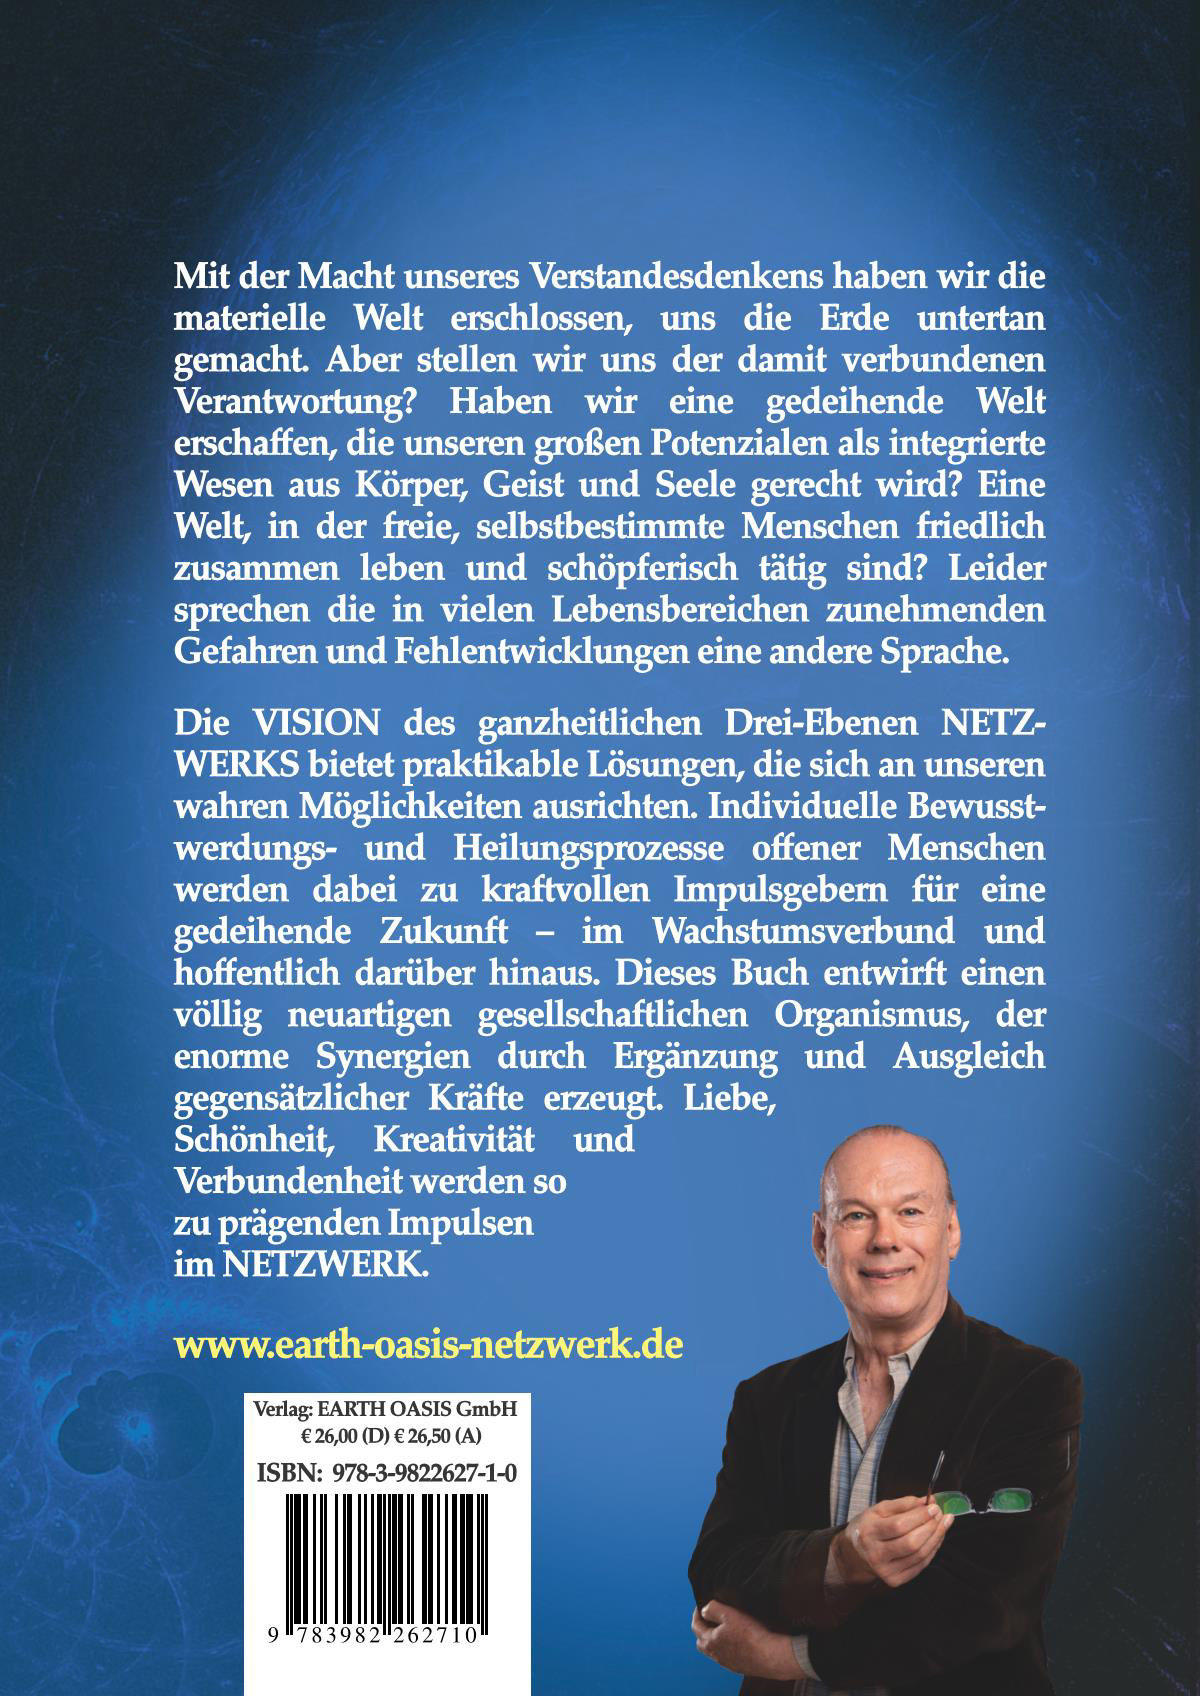 Mit der Macht unseres Verstandesdenkens haben wir die
materielle Welt erschlossen, uns die Erde untertan
gemacht. Aber stellen wir uns der damit verbundenen
Verantwortung? Haben wir eine gedeihende Welt
erschaffen, die unseren großen Potenzialen als integrierte
Wesen aus Körper, Geist und Seele gerecht wird? Eine
Welt, in der freie, selbstbestimmte Menschen friedlich
zusammen leben und schöpferisch tätig sind? Leider
sprechen die in vielen Lebensbereichen zunehmenden
Gefahren und Fehlentwicklungen eine andere Sprache.
Die VISION des ganzheitlichen Drei-Ebenen NETZ-
WERKS bietet praktikable Lösungen, die sich an unseren
wahren Möglichkeiten ausrichten. Individuelle Bewusst-
werdungs- und Heilungsprozesse offener Menschen
werden dabei zu kraftvollen Impulsgebern für eine
gedeihende Zukunft – im Wachstumsverbund und
hoffentlich darüber hinaus. Dieses Buch entwirft einen
völlig neuartigen gesellschaftlichen Organismus, der
enorme Synergien durch Ergänzung und Ausgleich
gegensätzlicher Kräfte erzeugt. Liebe,
Schönheit, Kreativität und
Verbundenheit werden so
zu prägenden Impulsen
im NETZWERK.
www.earth-oasis-netzwerk.de
Verlag: EARTH OASIS GmbH
€ 26,00 (D) € 26,50 (A)
ISBN: 978-3-9822627-1-0
9 783982 262710